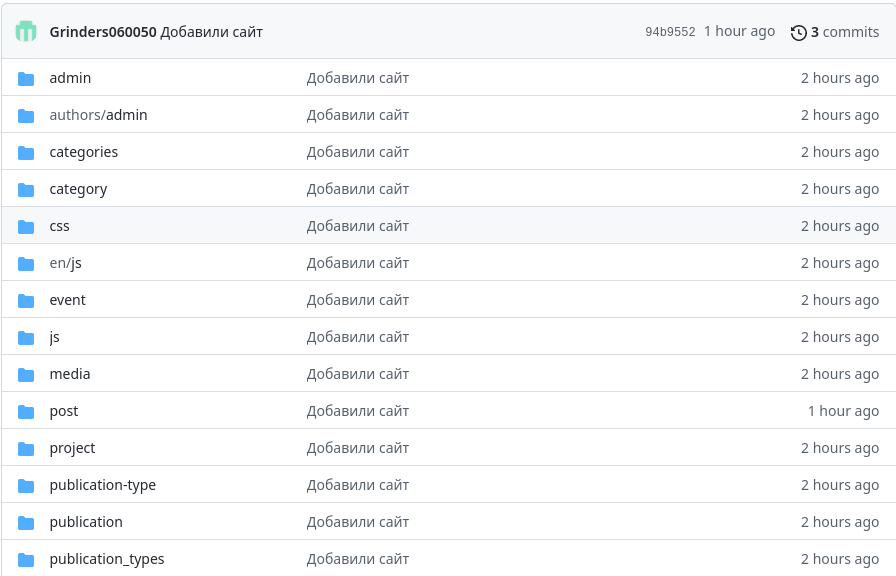 Grinders060050 Добавили сайт 94b9552 1 hour ago 3 commits
admin Добавили сайт 2 hours ago
authors/admin Добавили сайт 2 hours ago
categories Добавили сайт 2 hours ago
category Добавили сайт 2 hours ago
css Добавили сайт 2 hours ago
en/js Добавили сайт 2 hours ago
event Добавили сайт 2 hours ago
js Добавили сайт 2 hours ago
media Добавили сайт 2 hours ago
post Добавили сайт 1 hour ago
project Добавили сайт 2 hours ago
publication-type Добавили сайт 2 hours ago
publication Добавили сайт 2 hours ago
publication_types Добавили сайт 2 hours ago